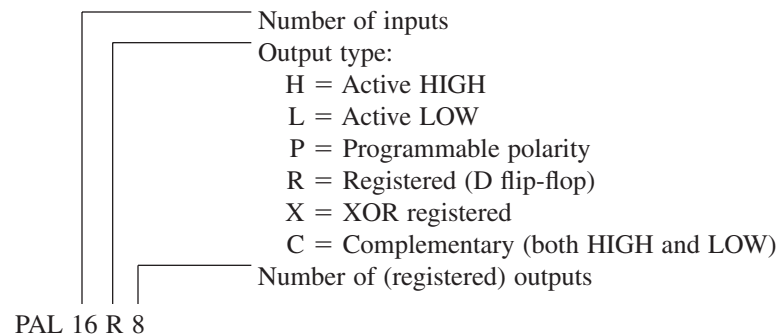 Number of inputs
Output type:
H = Active HIGH
L = Active LOW
P = Programmable polarity
R = Registered (D flip-flop)
X = XOR registered
C = Complementary (both HIGH and LOW)
Number of (registered) outputs
PAL 16 R 8